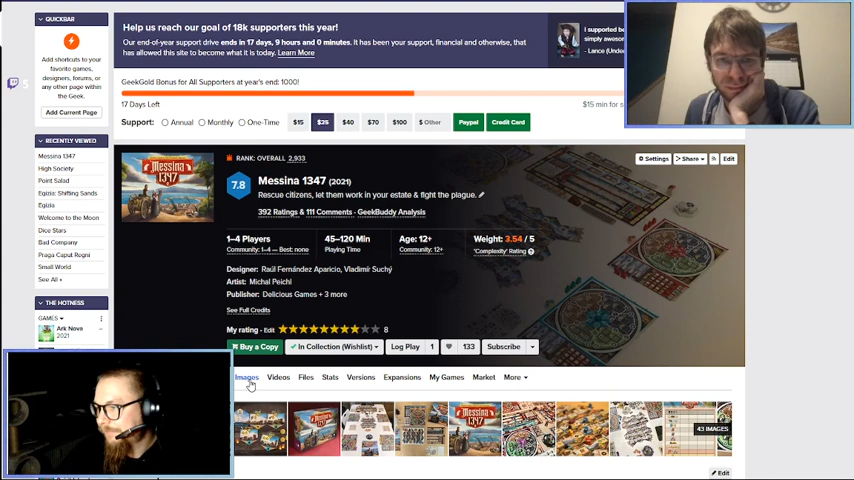 QUICKBAR
Add shortcuts to your favorite games, designers, forums, or any other page within the Geek.
Add Current Page
RECENTLY VIEWED
Messina 1347
High Society
Point Salad
Egizia: Shifting Sands
Egizia
Welcome to the Moon
Dice Stars
Bad Company
Praga Caput Regni
Small World
See All »
THE HOTNESS
GAMES
Ark Nova
2021
Help us reach our goal of 18k supporters this year!
Our end-of-year support drive ends in 17 days, 9 hours and 0 minutes. It has been your support, financial and otherwise, that has allowed this site to become what it is today. Learn More
I supported b
simply aweso
- Lance (Unde
GeekGold Bonus for All Supporters at year's end: 1000!
17 Days Left
$15 min for s
Support: Annual Monthly One-Time $15 $25 $40 $70 $100 $ Other Paypal Credit Card
RANK: OVERALL 2,933
Settings Share Edit
MESSINA 1347
7.8
Messina 1347 (2021)
Rescue citizens, let them work in your estate & fight the plague.
392 Ratings & 111 Comments · GeekBuddy Analysis
1–4 Players
Community: 1–4 — Best: none
45–120 Min
Playing Time
Age: 12+
Community: 12+
Weight: 3.54 / 5
'Complexity' Rating
Designer: Raúl Fernández Aparicio, Vladimír Suchý
Artist: Michal Peichl
Publisher: Delicious Games + 3 more
See Full Credits
My rating · Edit 8
Buy a Copy In Collection (Wishlist) Log Play 1 133 Subscribe
Images Videos Files Stats Versions Expansions My Games Market More
MESSINA 1347
43 IMAGES
Edit